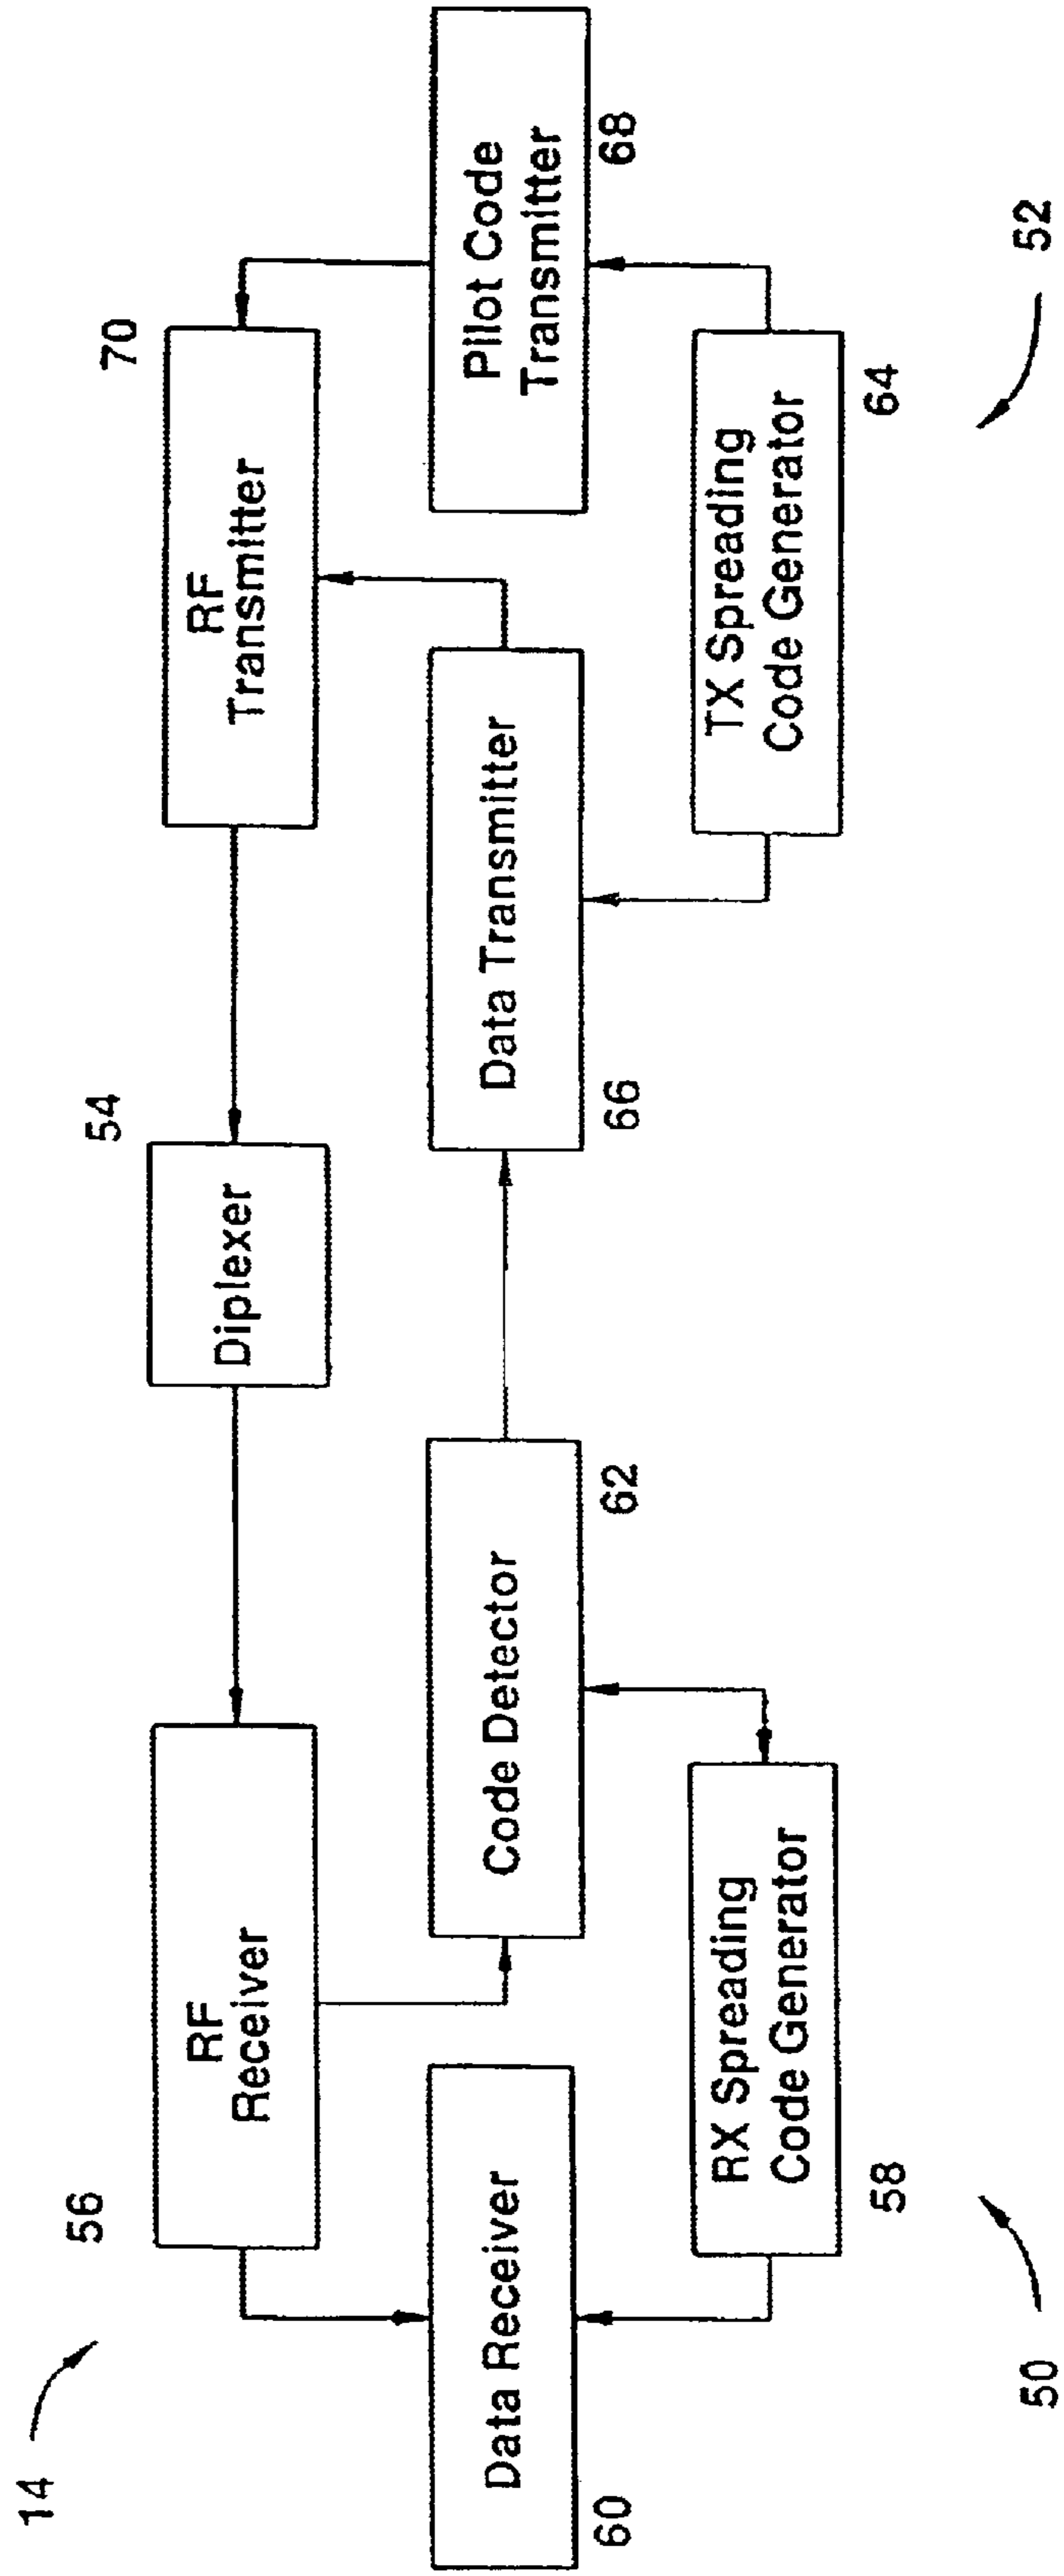 14
56
RF
Receiver
Diplexer
54
RF
Transmitter
70
Data Receiver
60
Code Detector
62
Data Transmitter
66
Pilot Code
Transmitter
68
RX Spreading
Code Generator
58
TX Spreading
Code Generator
64
50
52